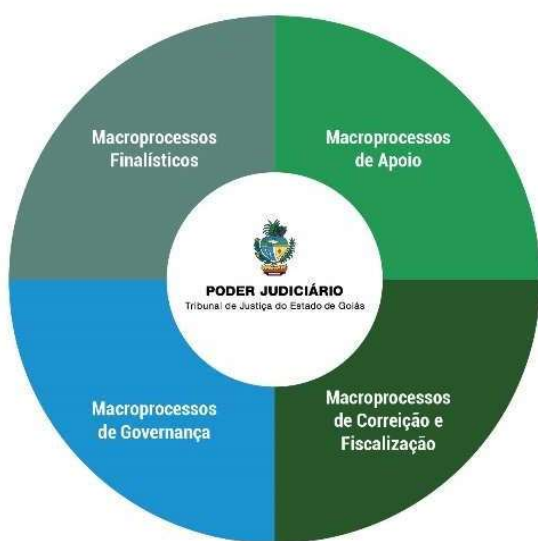 Macroprocessos
Finalísticos
Macroprocessos
de Apoio
PODER JUDICIÁRIO
Tribunal de Justiça do Estado de Goiás
Macroprocessos
de Governança
Macroprocessos
de Correição e
Fiscalização